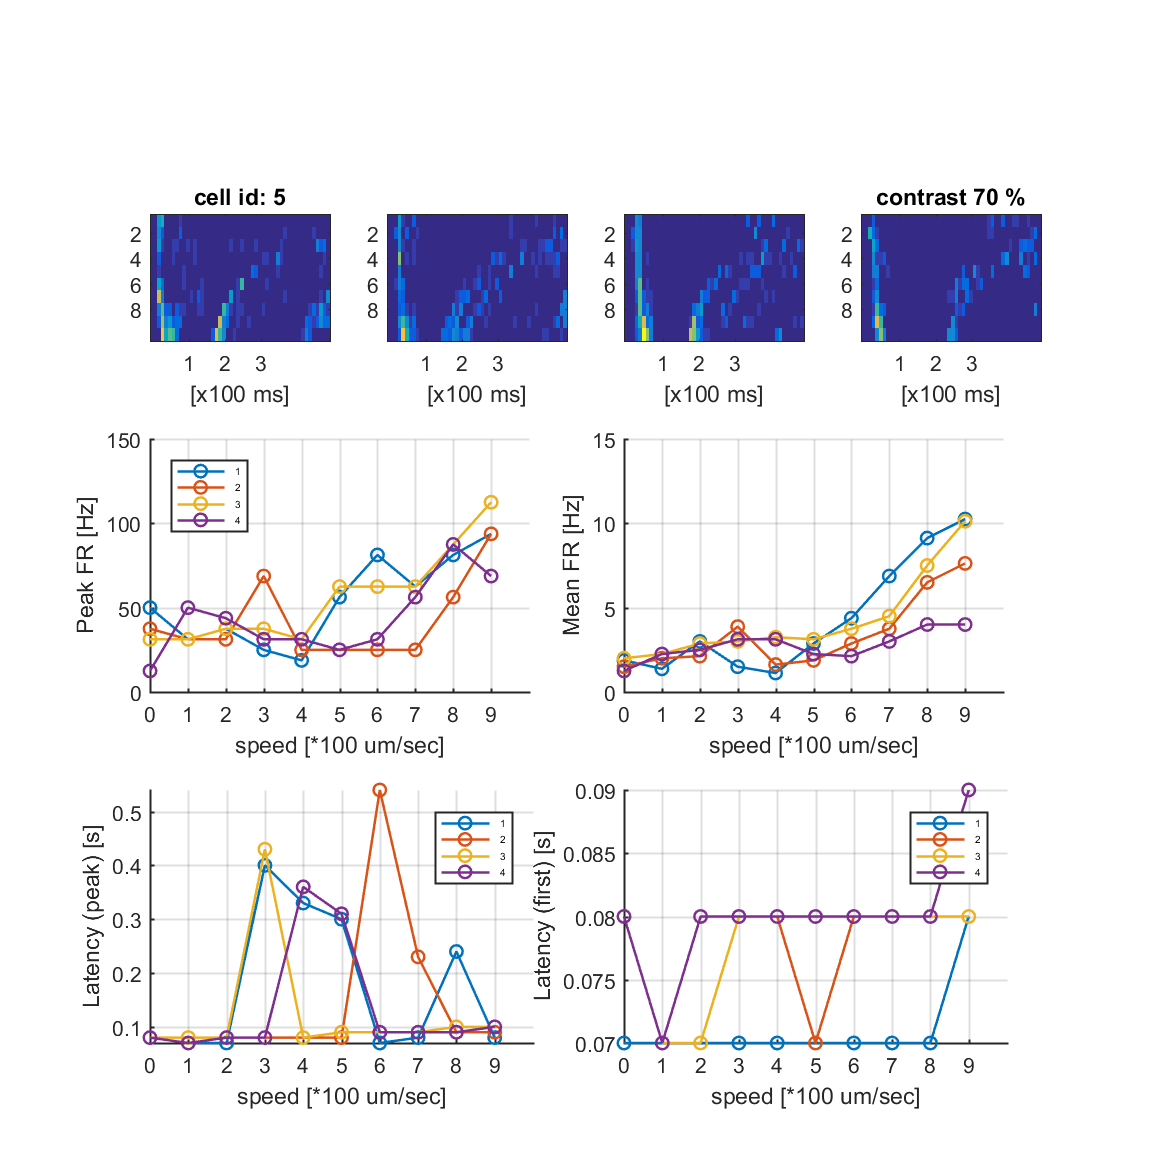 cell id: 5
contrast 70 %
2
4
6
8
2
4
6
8
2
4
6
8
2
4
6
8
1 2 3
1 2 3
1 2 3
1 2 3
[x100 ms]
[x100 ms]
[x100 ms]
[x100 ms]
Peak FR [Hz]
150
100
50
0
1
2
3
4
0 1 2 3 4 5 6 7 8 9
speed [*100 um/sec]
Mean FR [Hz]
15
10
5
0
0 1 2 3 4 5 6 7 8 9
speed [*100 um/sec]
Latency (peak) [s]
0.5
0.4
0.3
0.2
0.1
1
2
3
4
0 1 2 3 4 5 6 7 8 9
speed [*100 um/sec]
Latency (first) [s]
0.09
0.085
0.08
0.075
0.07
1
2
3
4
0 1 2 3 4 5 6 7 8 9
speed [*100 um/sec]